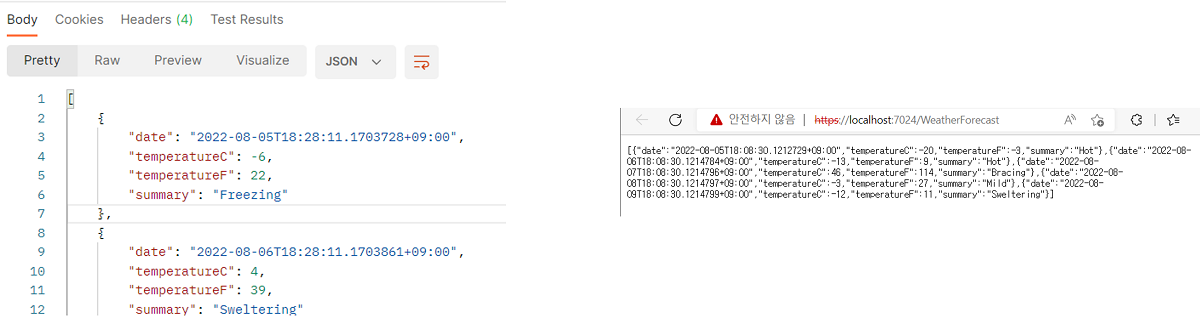 Body Cookies Headers (4) Test Results
Pretty Raw Preview Visualize JSON
1 [
2 {
3 "date": "2022-08-05T18:28:11.1703728+09:00",
4 "temperatureC": -6,
5 "temperatureF": 22,
6 "summary": "Freezing"
7 },
8 {
9 "date": "2022-08-06T18:28:11.1703861+09:00",
10 "temperatureC": 4,
11 "temperatureF": 39,
12 "summary": "Sweltering"
안전하지 않음 | https://localhost:7024/WeatherForecast
[{"date":"2022-08-05T18:08:30.1212729+09:00","temperatureC":-20,"temperatureF":-3,"summary":"Hot"},{"date":"2022-08-
06T18:08:30.1214784+09:00","temperatureC":-13,"temperatureF":9,"summary":"Hot"},{"date":"2022-08-
07T18:08:30.1214796+09:00","temperatureC":46,"temperatureF":114,"summary":"Bracing"},{"date":"2022-08-
08T18:08:30.1214797+09:00","temperatureC":-3,"temperatureF":27,"summary":"Mild"},{"date":"2022-08-
09T18:08:30.1214799+09:00","temperatureC":-12,"temperatureF":11,"summary":"Sweltering"}]